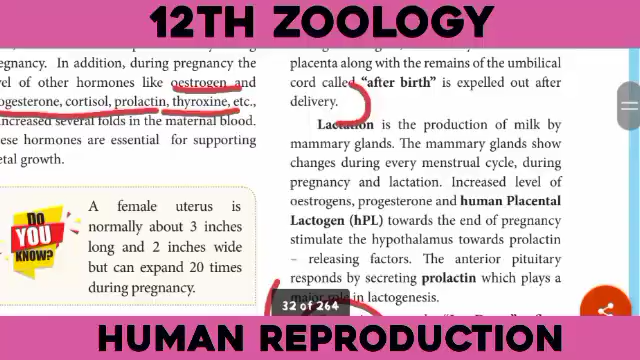 12TH ZOOLOGY
egnancy. In addition, during pregnancy the
vel of other hormones like oestrogen and
ogesterone, cortisol, prolactin, thyroxine, etc.,
increased several folds in the maternal blood.
ese hormones are essential for supporting
etal growth.
DO
YOU
KNOW?
A female uterus is
normally about 3 inches
long and 2 inches wide
but can expand 20 times
during pregnancy.
placenta along with the remains of the umbilical
cord called “after birth” is expelled out after
delivery.
Lactation is the production of milk by
mammary glands. The mammary glands show
changes during every menstrual cycle, during
pregnancy and lactation. Increased level of
oestrogens, progesterone and human Placental
Lactogen (hPL) towards the end of pregnancy
stimulate the hypothalamus towards prolactin
– releasing factors. The anterior pituitary
responds by secreting prolactin which plays a
major role in lactogenesis.
32 of 264
HUMAN REPRODUCTION